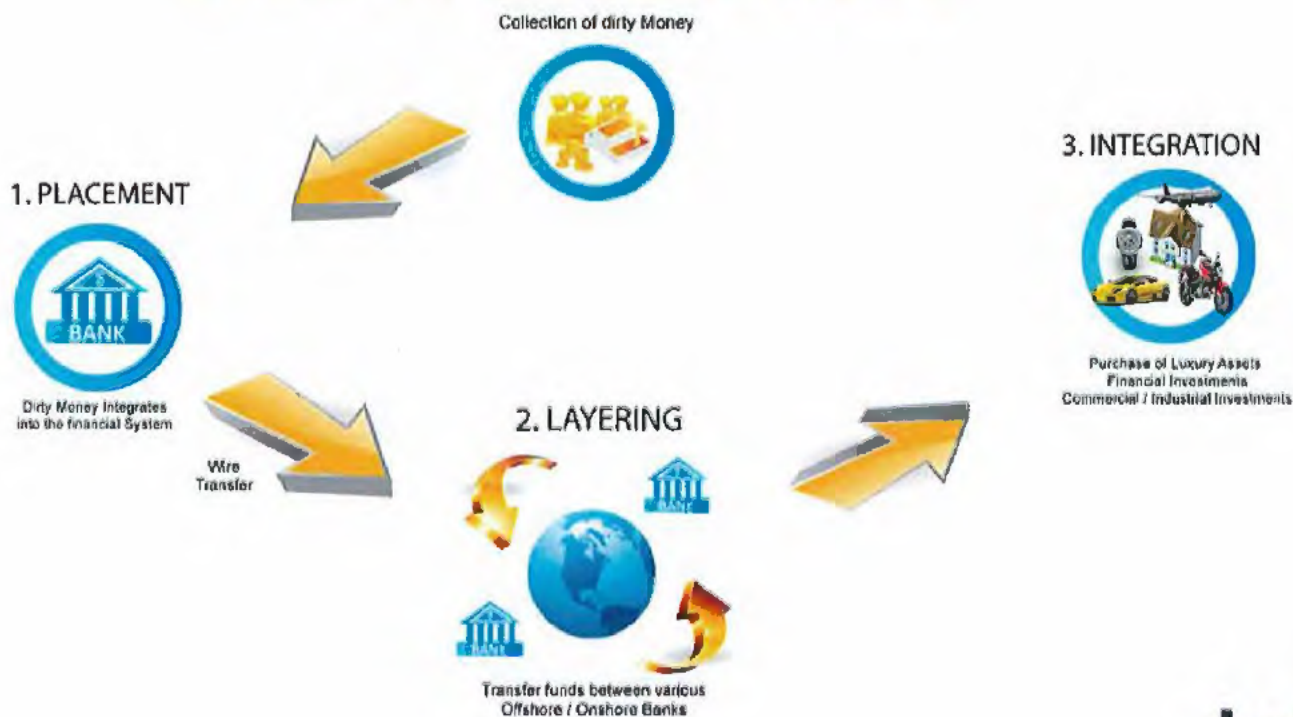 Collection of dirty Money
1. PLACEMENT
BANK
Dirty Money Integrates
into the financial System
Wire
Transfer
2. LAYERING
BANK
BANK
Transfer funds between various
Offshore / Onshore Banks
3. INTEGRATION
Purchase of Luxury Assets
Financial Investments
Commercial / Industrial Investments